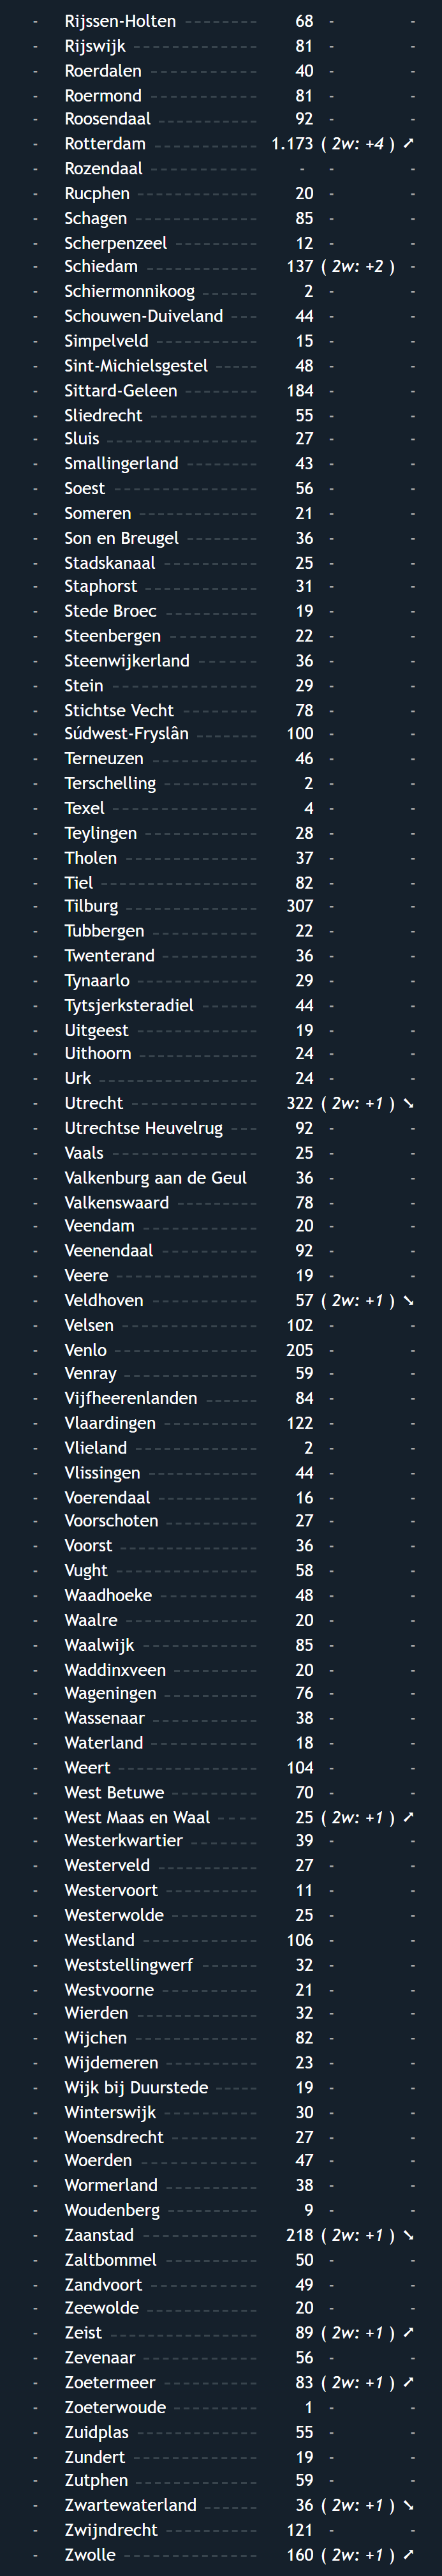 - Rijssen-Holten 68 - -
- Rijswijk 81 - -
- Roerdalen 40 - -
- Roermond 81 - -
- Roosendaal 92 - -
- Rotterdam 1.173 ( 2w: +4 ) ➚
- Rozendaal - - -
- Rucphen 20 - -
- Schagen 85 - -
- Scherpenzeel 12 - -
- Schiedam 137 ( 2w: +2 ) -
- Schiermonnikoog 2 - -
- Schouwen-Duiveland 44 - -
- Simpelveld 15 - -
- Sint-Michielsgestel 48 - -
- Sittard-Geleen 184 - -
- Sliedrecht 55 - -
- Sluis 27 - -
- Smallingerland 43 - -
- Soest 56 - -
- Someren 21 - -
- Son en Breugel 36 - -
- Stadskanaal 25 - -
- Staphorst 31 - -
- Stede Broec 19 - -
- Steenbergen 22 - -
- Steenwijkerland 36 - -
- Stein 29 - -
- Stichtse Vecht 78 - -
- Súdwest-Fryslân 100 - -
- Terneuzen 46 - -
- Terschelling 2 - -
- Texel 4 - -
- Teylingen 28 - -
- Tholen 37 - -
- Tiel 82 - -
- Tilburg 307 - -
- Tubbergen 22 - -
- Twenterand 36 - -
- Tynaarlo 29 - -
- Tytsjerksteradiel 44 - -
- Uitgeest 19 - -
- Uithoorn 24 - -
- Urk 24 - -
- Utrecht 322 ( 2w: +1 ) ➘
- Utrechtse Heuvelrug 92 - -
- Vaals 25 - -
- Valkenburg aan de Geul 36 - -
- Valkenswaard 78 - -
- Veendam 20 - -
- Veenendaal 92 - -
- Veere 19 - -
- Veldhoven 57 ( 2w: +1 ) ➘
- Velsen 102 - -
- Venlo 205 - -
- Venray 59 - -
- Vijfheerenlanden 84 - -
- Vlaardingen 122 - -
- Vlieland 2 - -
- Vlissingen 44 - -
- Voerendaal 16 - -
- Voorschoten 27 - -
- Voorst 36 - -
- Vught 58 - -
- Waadhoeke 48 - -
- Waalre 20 - -
- Waalwijk 85 - -
- Waddinxveen 20 - -
- Wageningen 76 - -
- Wassenaar 38 - -
- Waterland 18 - -
- Weert 104 - -
- West Betuwe 70 - -
- West Maas en Waal 25 ( 2w: +1 ) ➚
- Westerkwartier 39 - -
- Westerveld 27 - -
- Westervoort 11 - -
- Westerwolde 25 - -
- Westland 106 - -
- Weststellingwerf 32 - -
- Westvoorne 21 - -
- Wierden 32 - -
- Wijchen 82 - -
- Wijdemeren 23 - -
- Wijk bij Duurstede 19 - -
- Winterswijk 30 - -
- Woensdrecht 27 - -
- Woerden 47 - -
- Wormerland 38 - -
- Woudenberg 9 - -
- Zaanstad 218 ( 2w: +1 ) ➘
- Zaltbommel 50 - -
- Zandvoort 49 - -
- Zeewolde 20 - -
- Zeist 89 ( 2w: +1 ) ➚
- Zevenaar 56 - -
- Zoetermeer 83 ( 2w: +1 ) ➚
- Zoeterwoude 1 - -
- Zuidplas 55 - -
- Zundert 19 - -
- Zutphen 59 - -
- Zwartewaterland 36 ( 2w: +1 ) ➘
- Zwijndrecht 121 - -
- Zwolle 160 ( 2w: +1 ) ➚